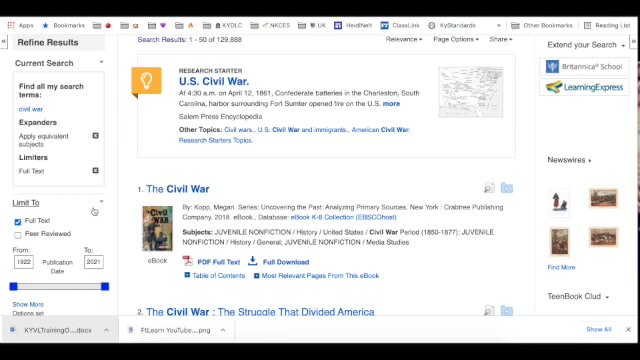 Apps
Bookmarks
KYDLC
NKCES
UK
HeidiNelt
ClassLink
KyStandards
»
Other Bookmarks
Reading List
Refine Results
Search Results: 1 - 50 of 129,888
Relevance
Page Options
Share
Extend your Search
Current Search
Find all my search
terms:
civil war
Expanders
Apply equivalent
subjects
Limiters
Full Text
Limit To
Full Text
Peer Reviewed
From:
To:
1922
Publication
Date
2021
Show More
Options set
RESEARCH STARTER
U.S. Civil War.
At 4:30 a.m. on April 12, 1861, Confederate batteries in the Charleston, South
Carolina, harbor surrounding Fort Sumter opened fire on the U.S. more
Salem Press Encyclopedia
Other Topics: Civil wars., U.S. Civil War and immigrants., American Civil War:
Research Starters Topics.
1. The Civil War
By: Kopp, Megan. Series: Uncovering the Past: Analyzing Primary Sources. New York : Crabtree Publishing
Company. 2018. eBook., Database: eBook K-8 Collection (EBSCOhost)
Subjects: JUVENILE NONFICTION / History / United States / Civil War Period (1850-1877); JUVENILE
NONFICTION / History / General; JUVENILE NONFICTION / Media Studies
eBook
PDF Full Text
Full Download
Table of Contents
Most Relevant Pages From This eBook
2. The Civil War : The Struggle That Divided America
Britannica® School
LearningExpress
Newswires
Find More
TeenBook Clud
KYVLTrainingO....docx
FtLearn YouTube....png
Show All